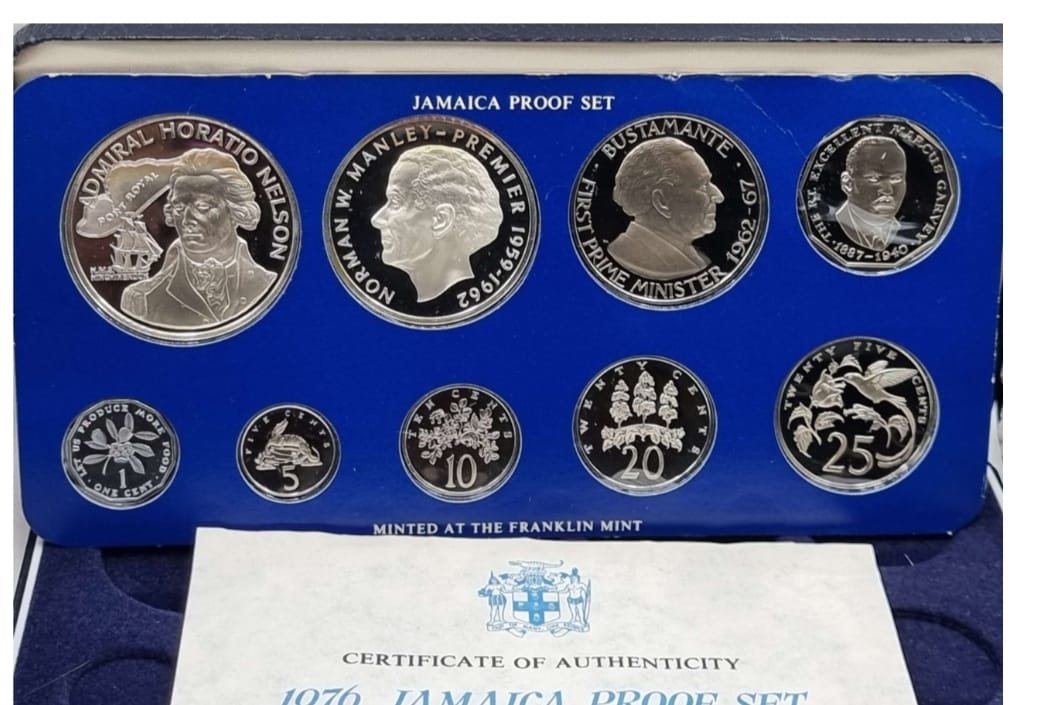 JAMAICA PROOF SET
ADMIRAL HORATIO NELSON
PORT ROYAL
H.M.S.
NORMAN W. MANLEY-PREMIER 1959-1962
BUSTAMANTE
FIRST PRIME MINISTER 1962-67
THE EXCELLENT MARCUS GARVEY
1887-1940
LET US PRODUCE MORE FOOD
1
ONE CENT
FIVE CENTS
5
TEN CENTS
10
TWENTY CENTS
20
TWENTY FIVE CENTS
25
MINTED AT THE FRANKLIN MINT
CERTIFICATE OF AUTHENTICITY
1976 JAMAICA PROOF SET